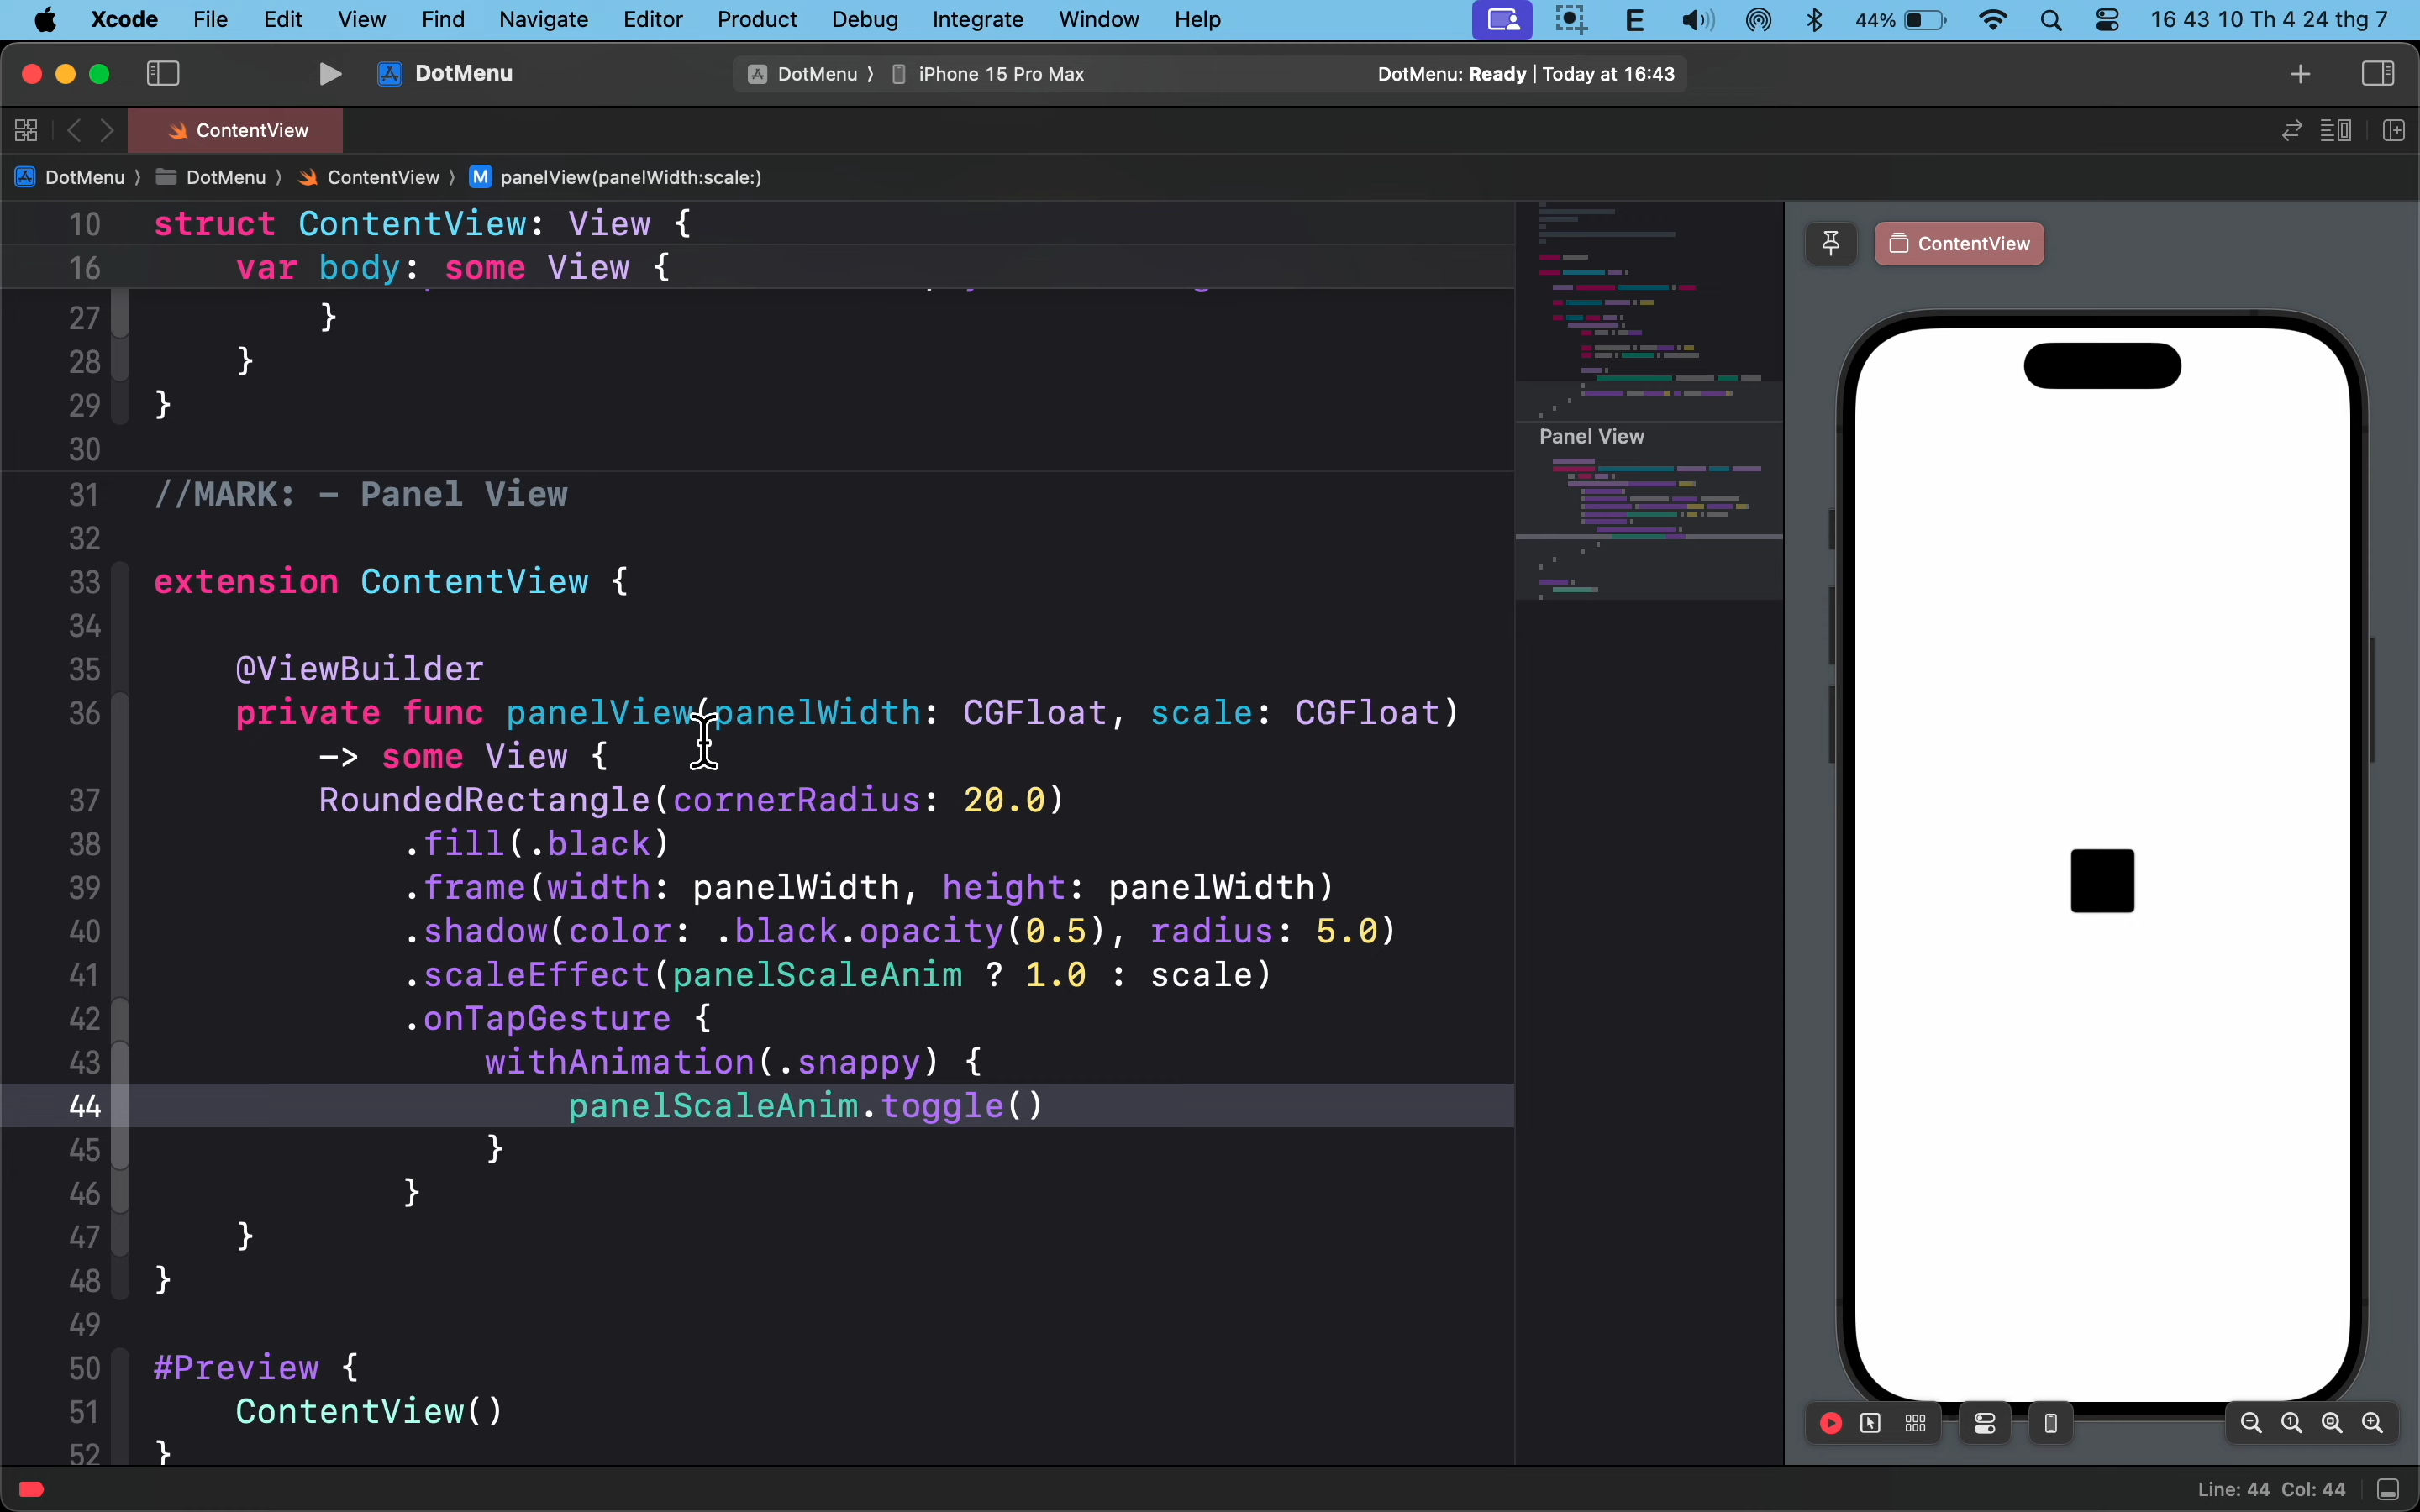 Xcode File Edit View Find Navigate Editor Product Debug Integrate Window Help E 44% 16 43 10 Th 4 24 thg 7
DotMenu DotMenu 〉 iPhone 15 Pro Max DotMenu: Ready | Today at 16:43
ContentView
DotMenu 〉 DotMenu 〉 ContentView 〉 M panelView(panelWidth:scale:)
10 struct ContentView: View {
16 var body: some View {
27 }
28 }
29 }
30
31 //MARK: - Panel View
32
33 extension ContentView {
34
35 @ViewBuilder
36 private func panelView(panelWidth: CGFloat, scale: CGFloat)
-> some View {
37 RoundedRectangle(cornerRadius: 20.0)
38 .fill(.black)
39 .frame(width: panelWidth, height: panelWidth)
40 .shadow(color: .black.opacity(0.5), radius: 5.0)
41 .scaleEffect(panelScaleAnim ? 1.0 : scale)
42 .onTapGesture {
43 withAnimation(.snappy) {
44 panelScaleAnim.toggle()
45 }
46 }
47 }
48 }
49
50 #Preview {
51 ContentView()
52 }
Panel View
ContentView
Line: 44 Col: 44